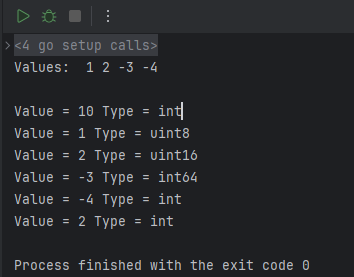 <4 go setup calls>
Values:  1 2 -3 -4
Value = 10 Type = int
Value = 1 Type = uint8
Value = 2 Type = uint16
Value = -3 Type = int64
Value = -4 Type = int
Value = 2 Type = int
Process finished with the exit code 0